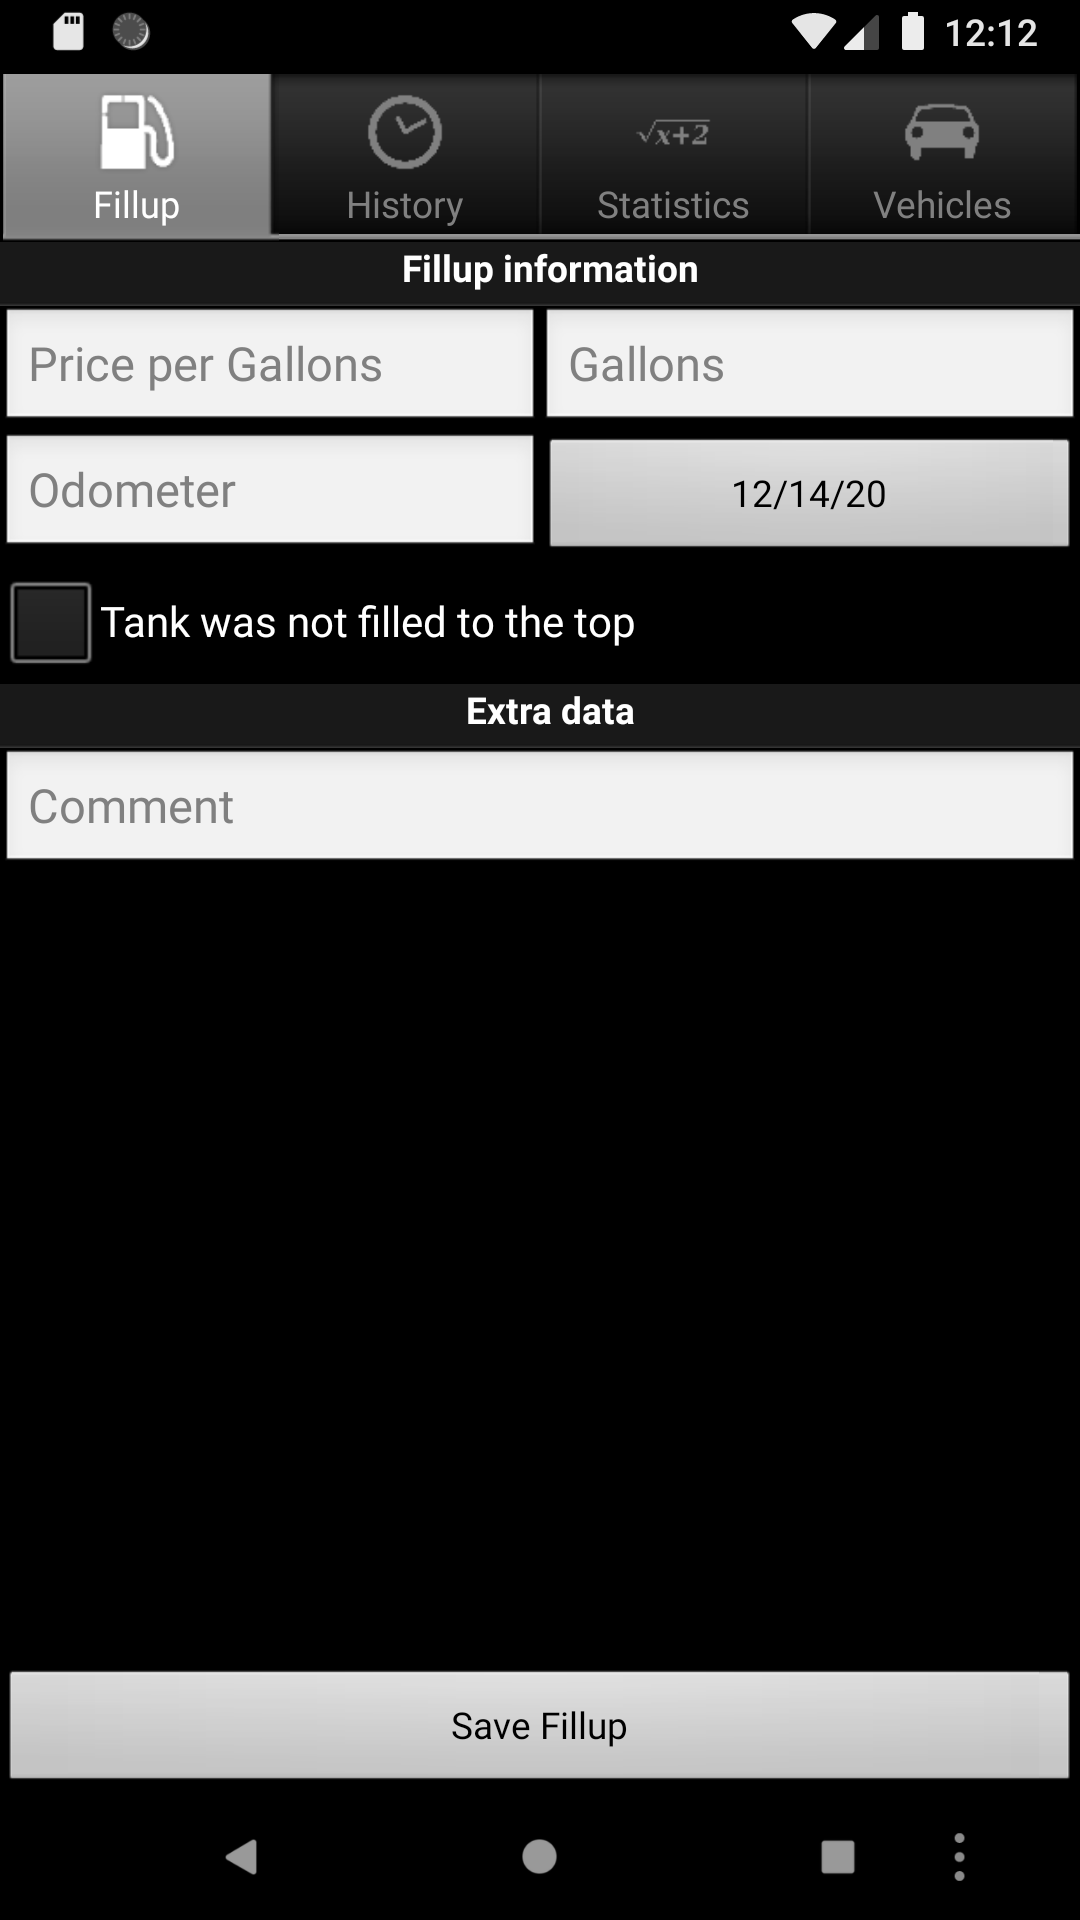 12:12
Fillup
History
√x+2
Statistics
Vehicles
Fillup information
Price per Gallons
Gallons
Odometer
12/14/20
Tank was not filled to the top
Extra data
Comment
Save Fillup